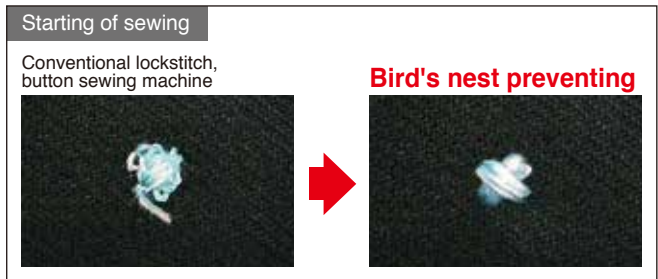 Starting of sewing
Conventional lockstitch,
button sewing machine
Bird's nest preventing